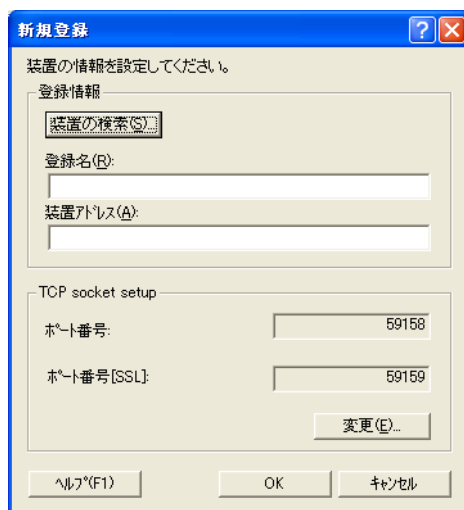 新規登録
装置の情報を設定してください。
登録情報
装置の検索(S)...
登録名(R):
装置ｱﾄﾞﾚｽ(A):
TCP socket setup
ﾎﾟｰﾄ番号:
59158
ﾎﾟｰﾄ番号[SSL]:
59159
変更(E)...
ﾍﾙﾌﾟ(F1)
OK
ｷｬﾝｾﾙ